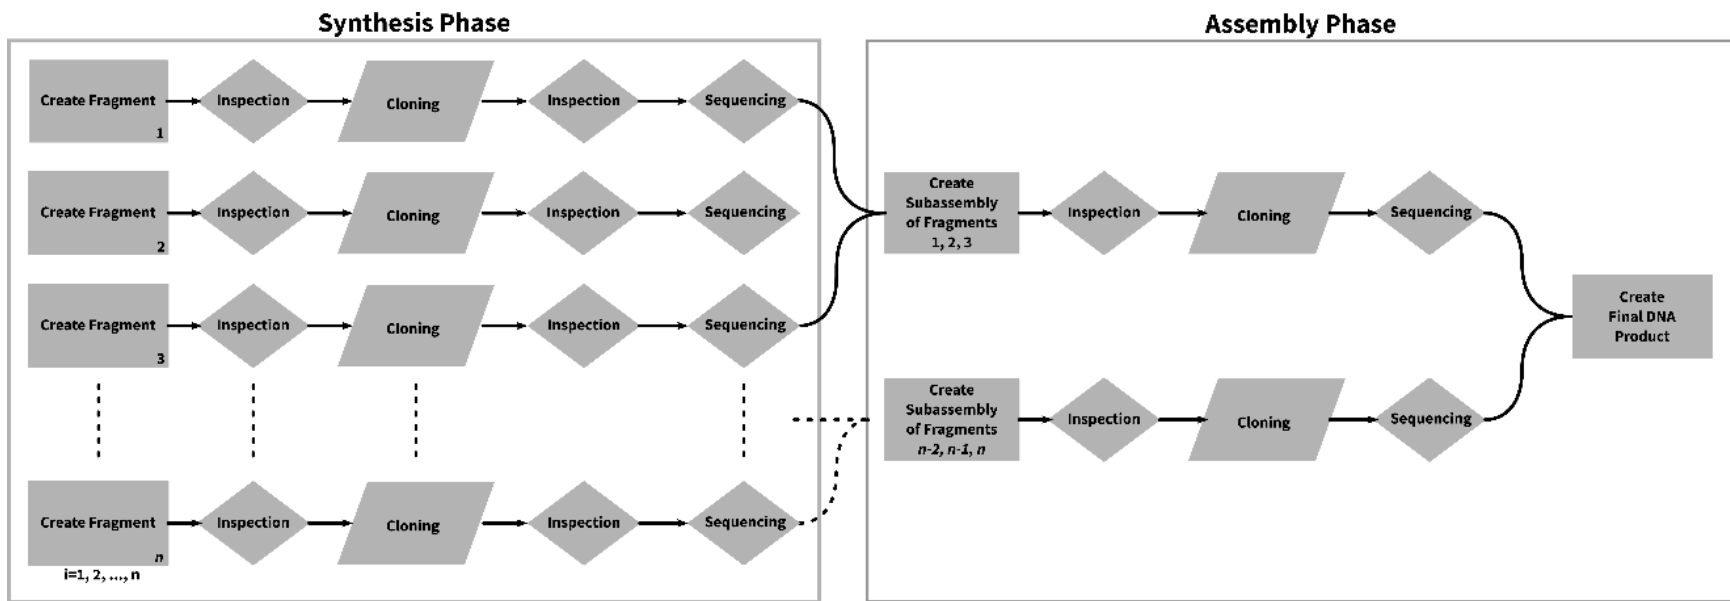 Synthesis Phase
Assembly Phase
Create Fragment
1
Inspection
Cloning
Inspection
Sequencing
Create Fragment
2
Inspection
Cloning
Inspection
Sequencing
Create Fragment
3
Inspection
Cloning
Inspection
Sequencing
Create Fragment
n
Inspection
Cloning
Inspection
Sequencing
i=1, 2, ..., n
Create
Subassembly
of Fragments
1, 2, 3
Inspection
Cloning
Sequencing
Create
Subassembly
of Fragments
n-2, n-1, n
Inspection
Cloning
Sequencing
Create
Final DNA
Product